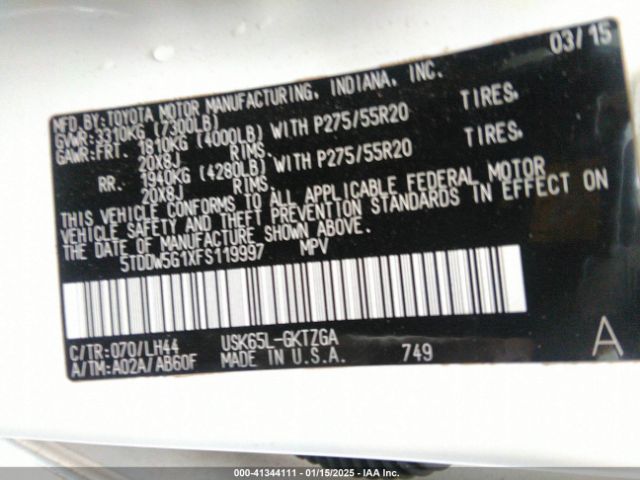 03/15
MFD.BY:TOYOTA MOTOR MANUFACTURING, INDIANA, INC.
GVWR:3310KG (7300LB)
GAWR:FRT. 1810KG (4000LB) WITH P275/55R20 TIRES,
20X8J RIMS.
RR. 1940KG (4280LB) WITH P275/55R20 TIRES,
20X8J RIMS.
THIS VEHICLE CONFORMS TO ALL APPLICABLE FEDERAL MOTOR
VEHICLE SAFETY AND THEFT PREVENTION STANDARDS IN EFFECT ON
THE DATE OF MANUFACTURE SHOWN ABOVE.
5TDDW5G1XFS119997 MPV
C/TR:070/LH44 USK65L-GKTZGA
A/TM:A02A/AB60F MADE IN U.S.A. 749 A
000-41344111 - 01/15/2025 - IAA Inc.